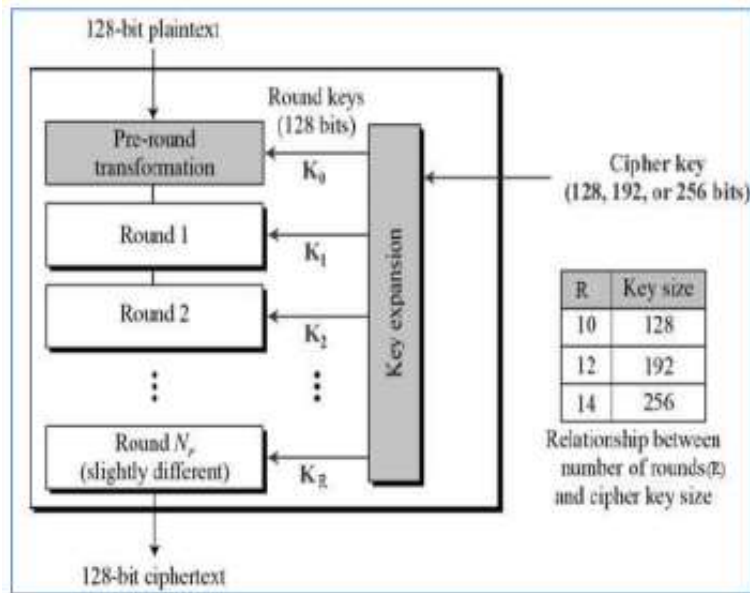 128-bit plaintext
Round keys
(128 bits)
Pre-round
transformation
K0
Cipher key
(128, 192, or 256 bits)
Round 1
K1
Round 2
K2
Key expansion
R Key size
10 128
12 192
14 256
Relationship between
number of rounds(R)
and cipher key size
Round Nr
(slightly different)
KR
128-bit ciphertext